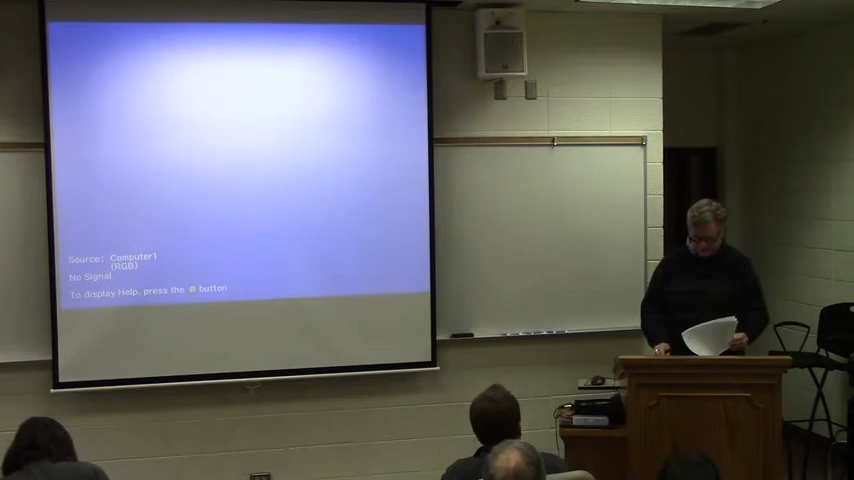 Source: Computer1
(RGB)
No Signal
To display Help, press the button